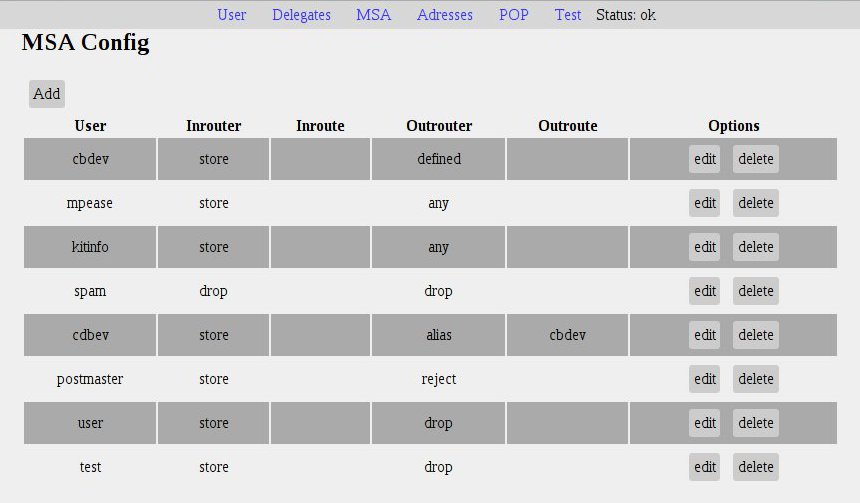 User Delegates MSA Adresses POP Test Status: ok
MSA Config
Add
User Inrouter Inroute Outrouter Outroute Options
cbdev store defined edit delete
mpease store any edit delete
kitinfo store any edit delete
spam drop drop edit delete
cdbev store alias cbdev edit delete
postmaster store reject edit delete
user store drop edit delete
test store drop edit delete